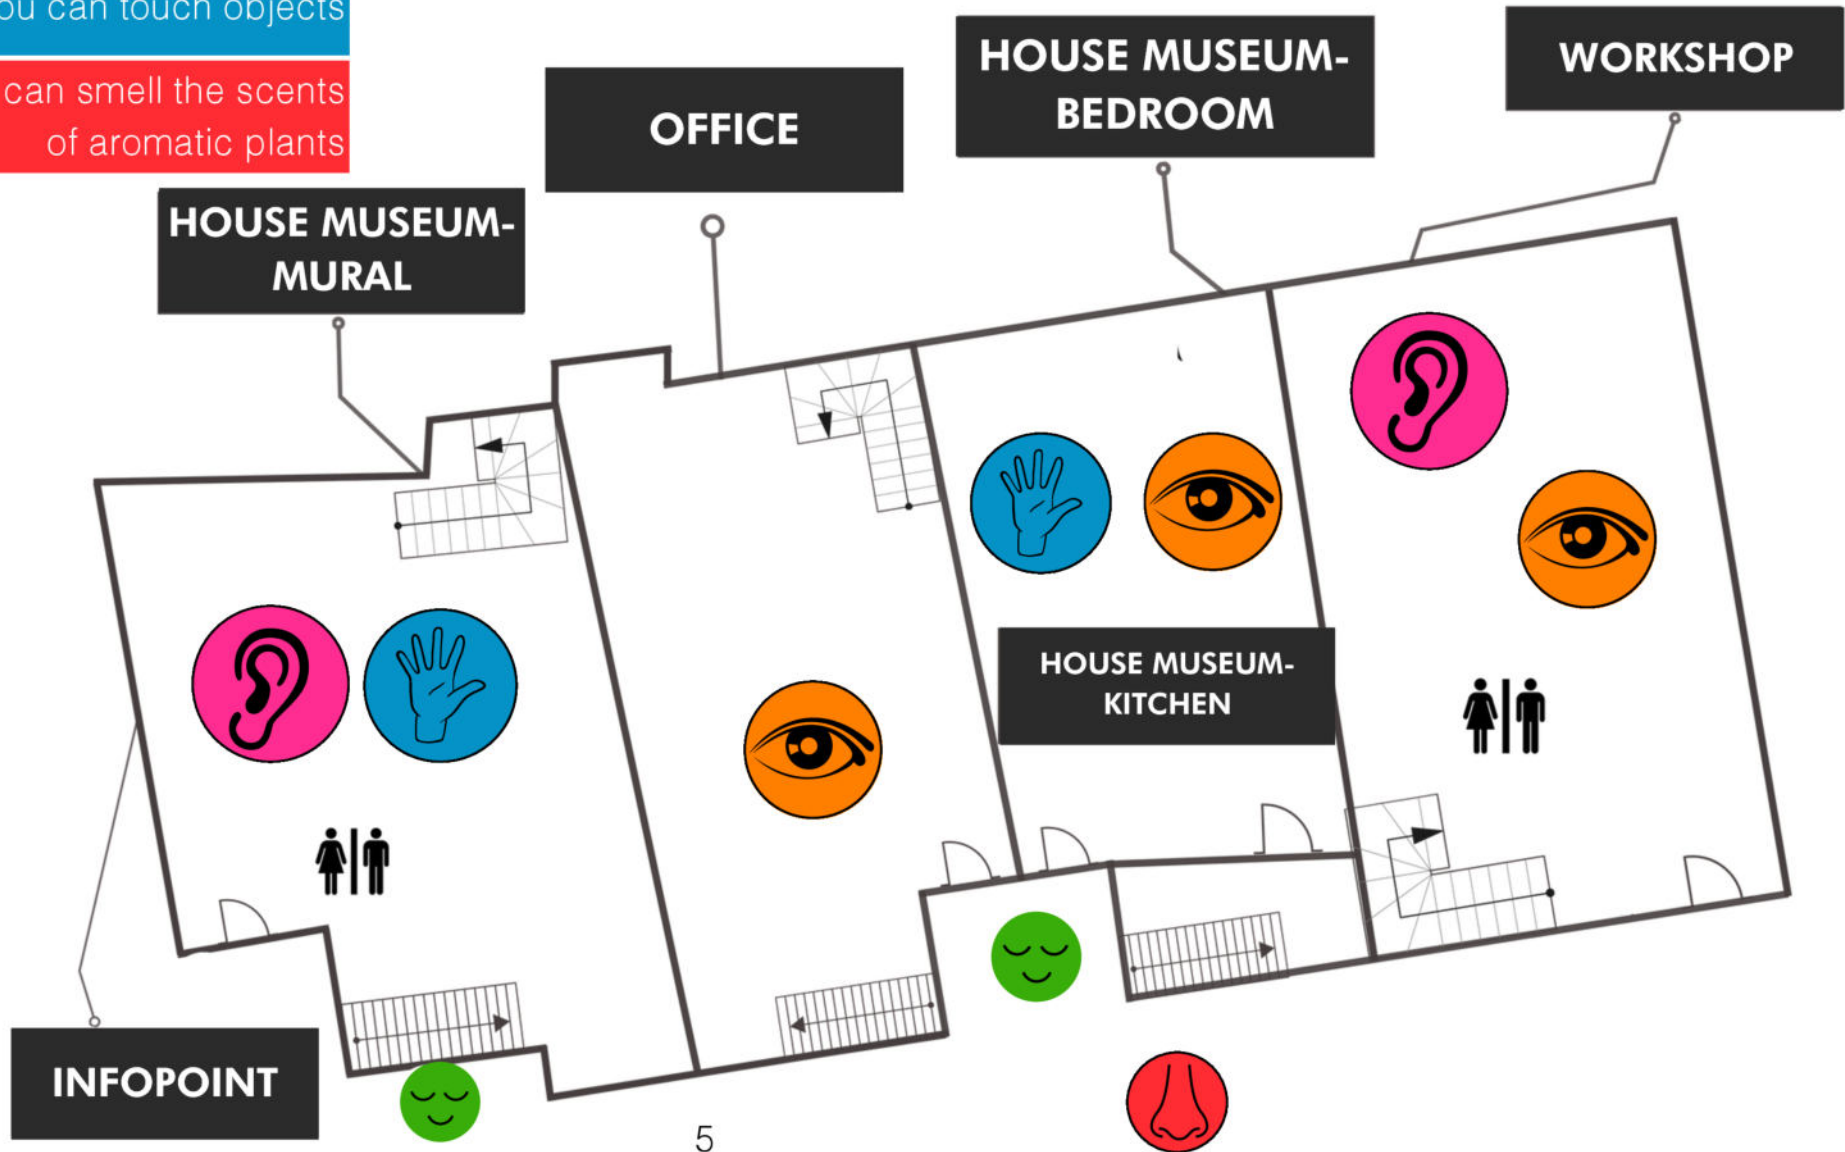 ou can touch objects
can smell the scents
of aromatic plants
HOUSE MUSEUM-
MURAL
OFFICE
HOUSE MUSEUM-
BEDROOM
WORKSHOP
HOUSE MUSEUM-
KITCHEN
INFOPOINT
5